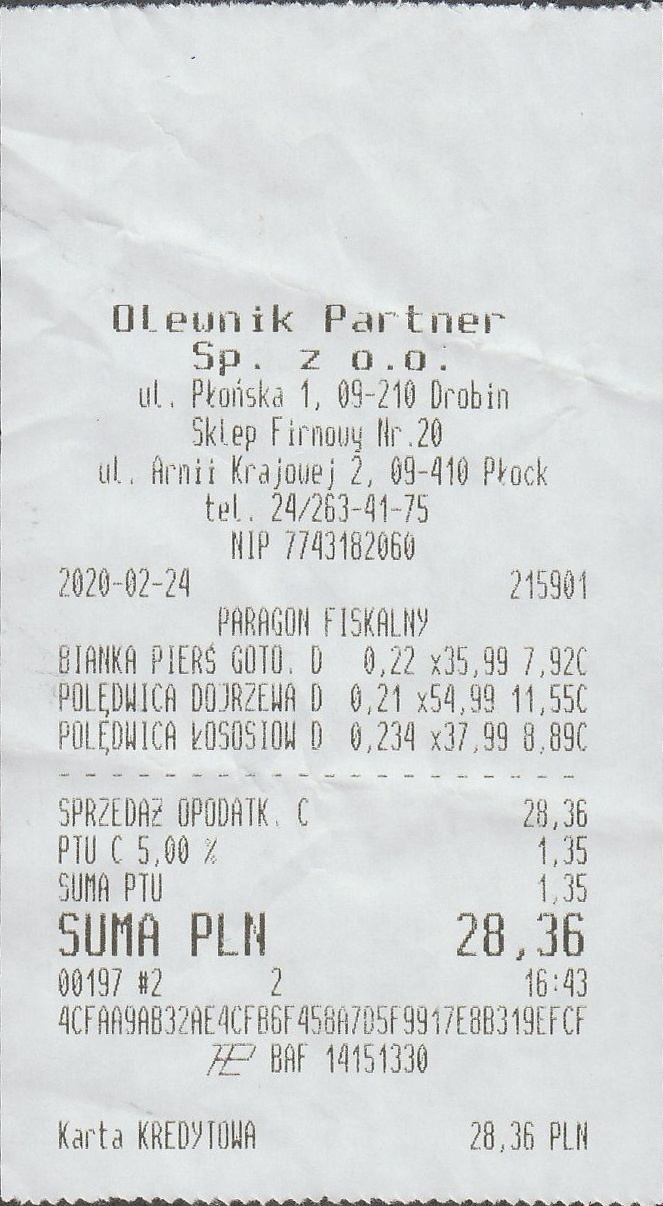 Olewnik Partner
Sp. z o.o.
ul. Płońska 1, 09-210 Drobin
Sklep Firmowy Nr.20
ul. Armii Krajowej 2, 09-410 Płock
tel. 24/263-41-75
NIP 7743182060
2020-02-24 215901
PARAGON FISKALNY
BIANKA PIERŚ GOTO. D 0,22 x35,99 7,92C
POLĘDWICA DOJRZEWA D 0,21 x54,99 11,55C
POLĘDWICA ŁOSOSIOW D 0,234 x37,99 8,89C
SPRZEDAŻ OPODATK. C 28,36
PTU C 5,00 % 1,35
SUMA PTU 1,35
SUMA PLN 28,36
00197 #2 2 16:43
4CFAA9AB32AE4CFB6F458A7D5F9917E8B319EFCF
BAF 14151330
Karta KREDYTOWA 28,36 PLN